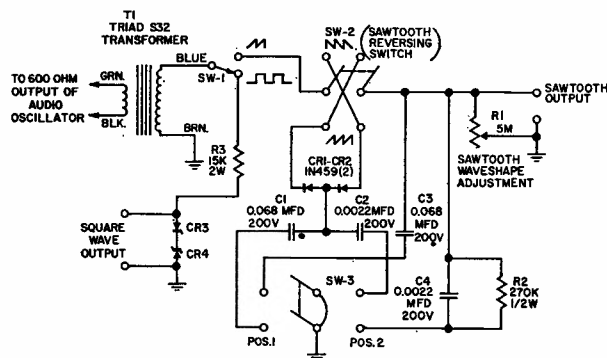 T1
TRIAD S32
TRANSFORMER
BLUE
SW-1
GRN.
TO 600 OHM
OUTPUT OF
AUDIO
OSCILLATOR
BLK.
BRN.
SW-2
(SAWTOOTH
REVERSING
SWITCH)
SAWTOOTH
OUTPUT
R1
5M
SAWTOOTH
WAVESHAPE
ADJUSTMENT
R3
15K
2W
CR1-CR2
1N459(2)
C1
0.068 MFD
200V
C2
0.0022MFD
200V
C3
0.068
MFD
200V
SQUARE
WAVE
OUTPUT
CR3
CR4
SW-3
C4
0.0022
MFD
200V
R2
270K
1/2W
POS.1
POS.2